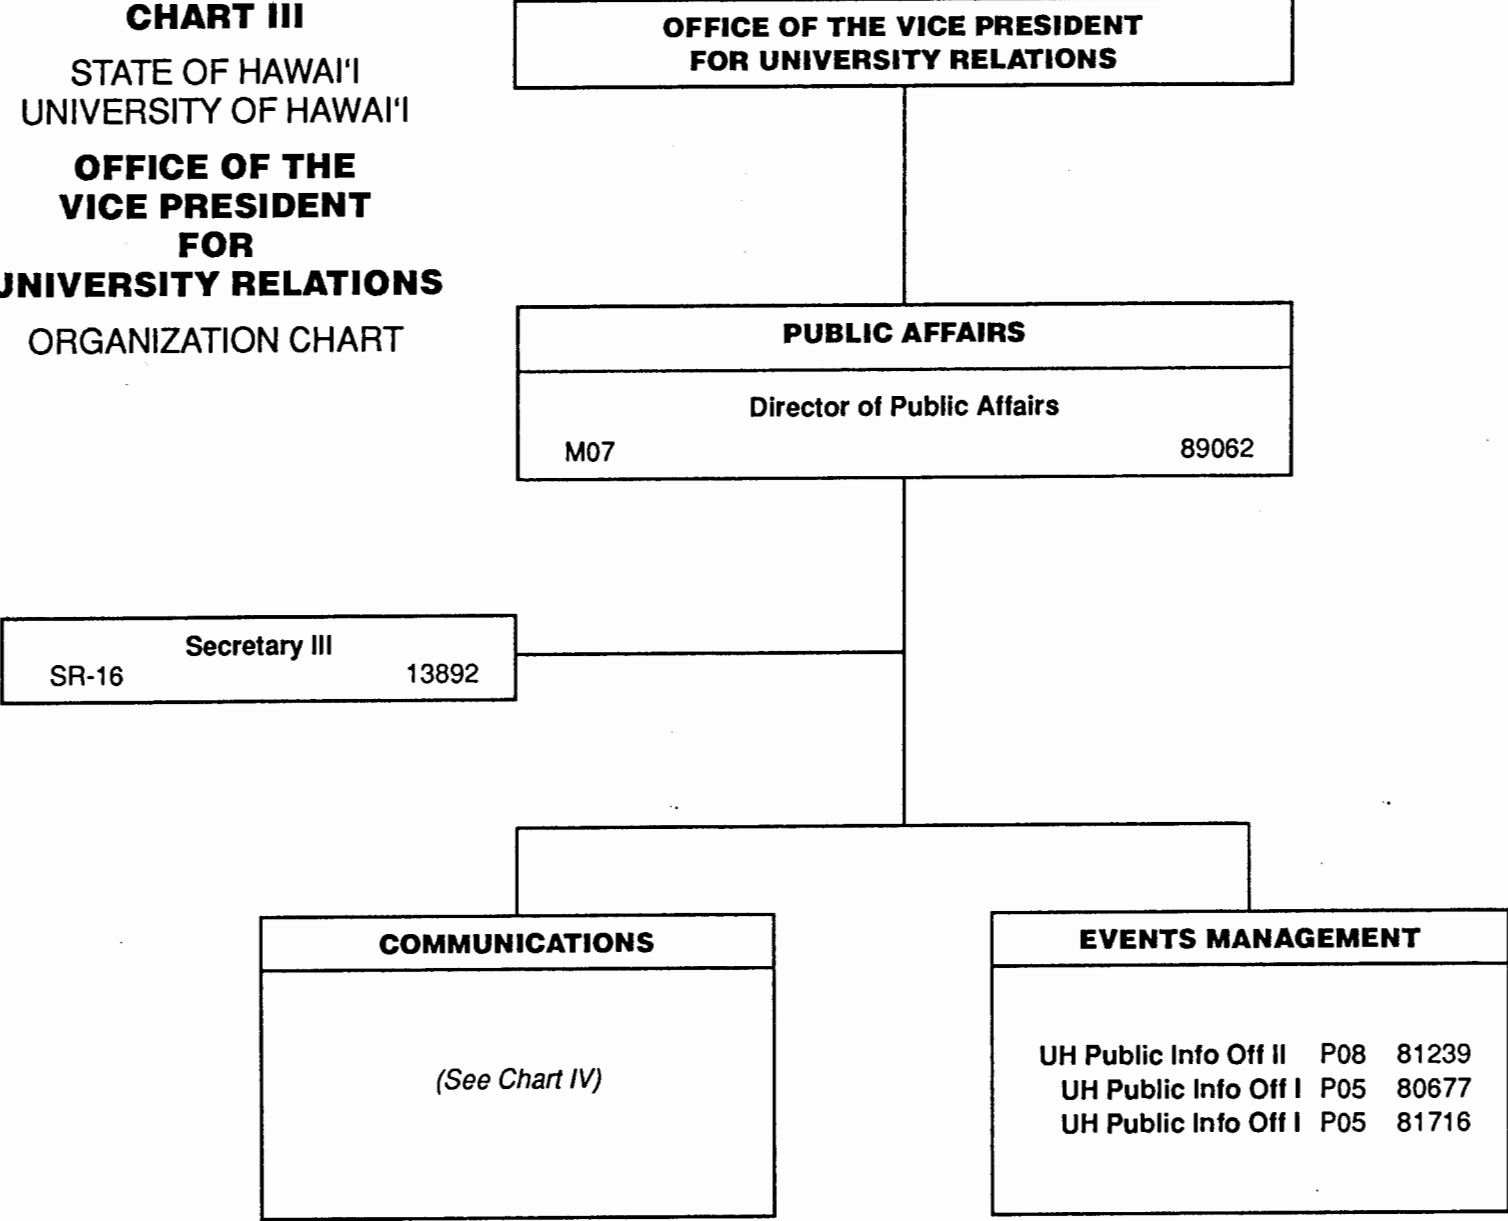 CHART III
STATE OF HAWAI‘I
UNIVERSITY OF HAWAI‘I
OFFICE OF THE
VICE PRESIDENT
FOR
UNIVERSITY RELATIONS
ORGANIZATION CHART
OFFICE OF THE VICE PRESIDENT
FOR UNIVERSITY RELATIONS
PUBLIC AFFAIRS
Director of Public Affairs
M07 89062
Secretary III
SR-16 13892
COMMUNICATIONS
(See Chart IV)
EVENTS MANAGEMENT
UH Public Info Off II P08 81239
UH Public Info Off I P05 80677
UH Public Info Off I P05 81716